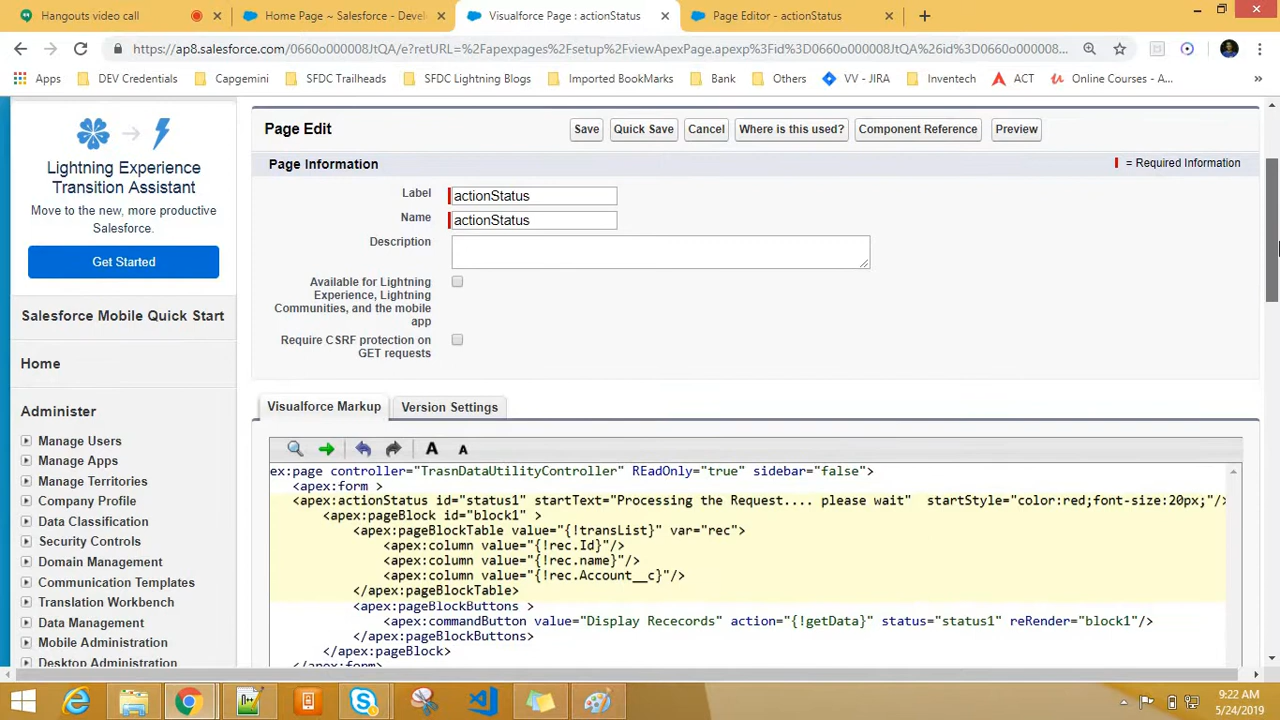 Hangouts video call
Home Page ~ Salesforce - Devel
Visualforce Page : actionStatus
Page Editor - actionStatus
https://ap8.salesforce.com/0660o000008JtQA/e?retURL=%2Fapexpages%2Fsetup%2FviewApexPage.apexp%3Fid%3D0660o000008JtQA%26id%3D0660o000008JtQA%26r...
Apps
DEV Credentials
Capgemini
SFDC Trailheads
SFDC Lightning Blogs
Imported BookMarks
Bank
Others
VV - JIRA
Inventech
ACT
Online Courses - A...
»
Lightning Experience
Transition Assistant
Move to the new, more productive
Salesforce.
Get Started
Salesforce Mobile Quick Start
Home
Administer
Manage Users
Manage Apps
Manage Territories
Company Profile
Data Classification
Security Controls
Domain Management
Communication Templates
Translation Workbench
Data Management
Mobile Administration
Desktop Administration
Page Edit
Save
Quick Save
Cancel
Where is this used?
Component Reference
Preview
Page Information
= Required Information
Label
actionStatus
Name
actionStatus
Description
Available for Lightning
Experience, Lightning
Communities, and the mobile
app
Require CSRF protection on
GET requests
Visualforce Markup
Version Settings
A
A
ex:page controller="TrasnDataUtilityController" REadOnly="true" sidebar="false">
<apex:form >
<apex:actionStatus id="status1" startText="Processing the Request.... please wait" startStyle="color:red;font-size:20px;"/>
<apex:pageBlock id="block1" >
<apex:pageBlockTable value="{!transList}" var="rec">
<apex:column value="{!rec.Id}"/>
<apex:column value="{!rec.name}"/>
<apex:column value="{!rec.Account__c}"/>
</apex:pageBlockTable>
<apex:pageBlockButtons >
<apex:commandButton value="Display Rececords" action="{!getData}" status="status1" reRender="block1"/>
</apex:pageBlockButtons>
</apex:pageBlock>
</apex:form>
9:22 AM
5/24/2019